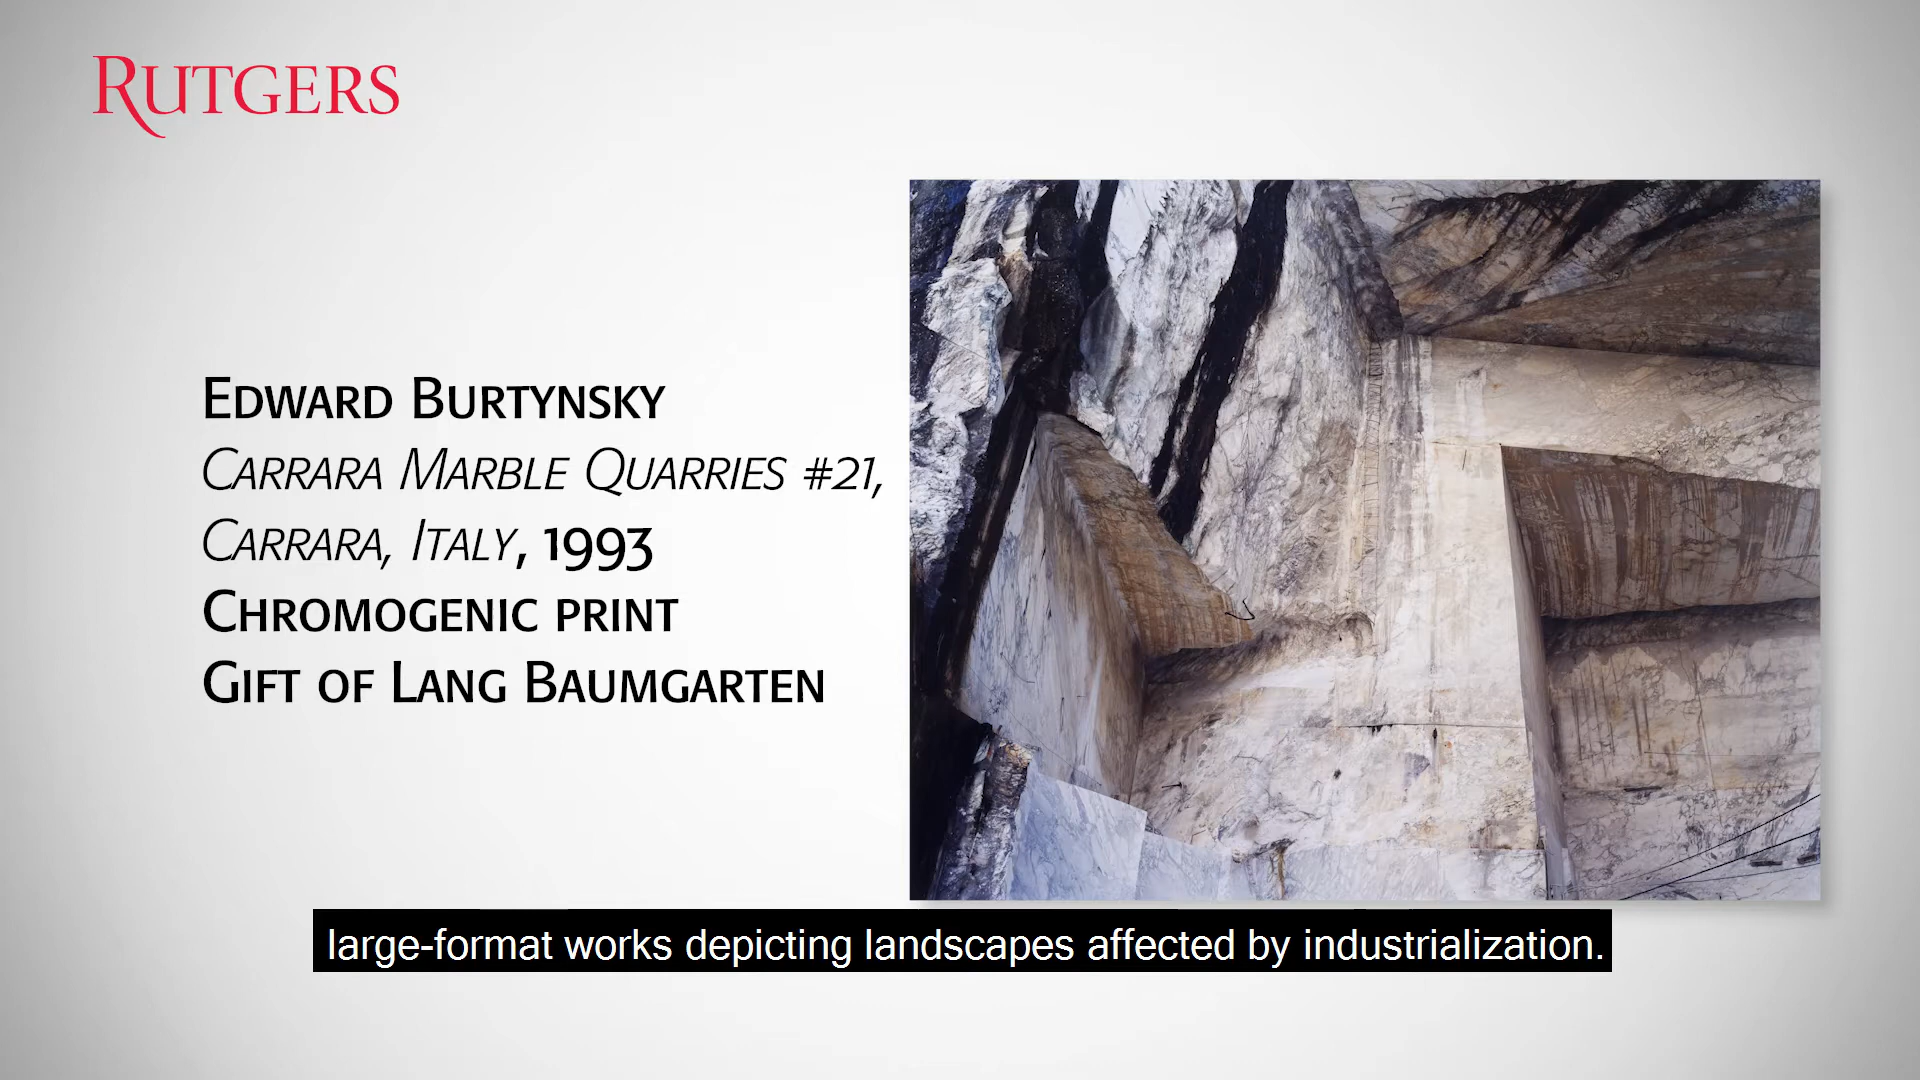 RUTGERS
EDWARD BURTYNSKY
CARRARA MARBLE QUARRIES #21,
CARRARA, ITALY, 1993
CHROMOGENIC PRINT
GIFT OF LANG BAUMGARTEN
large-format works depicting landscapes affected by industrialization.